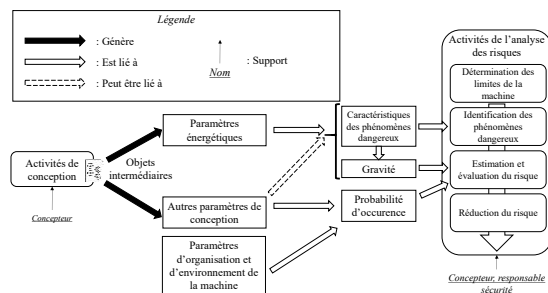 Légende
: Génère
: Est lié à
: Peut être lié à
Nom
: Support
Activités de l'analyse
des risques
Détermination des
limites de la
machine
Identification des
phénomènes
dangereux
Estimation et
évaluation du risque
Réduction du risque
Concepteur, responsable
sécurité
Paramètres
énergétiques
Caractéristiques
des phénomènes
dangereux
Gravité
Activités de
conception
Objets
intermédiaires
Concepteur
Autres paramètres de
conception
Probabilité
d'occurence
Paramètres
d'organisation et
d'environnement de
la machine